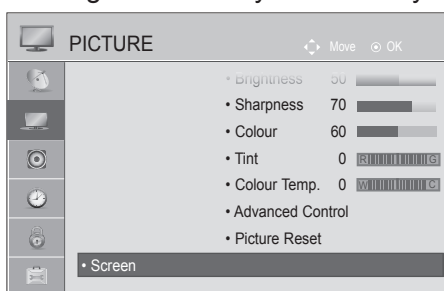 PICTURE
Move OK
• Brightness 50
• Sharpness 70
• Colour 60
• Tint 0 R G
• Colour Temp. 0 W C
• Advanced Control
• Picture Reset
• Screen